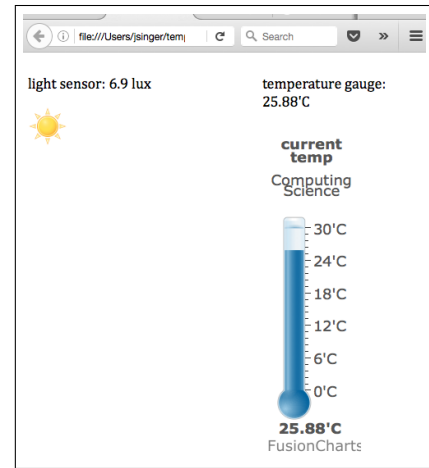 file:///Users/jsinger/temp
Search
light sensor: 6.9 lux
temperature gauge:
25.88'C
current
temp
Computing
Science
30'C
24'C
18'C
12'C
6'C
0'C
25.88'C
FusionCharts